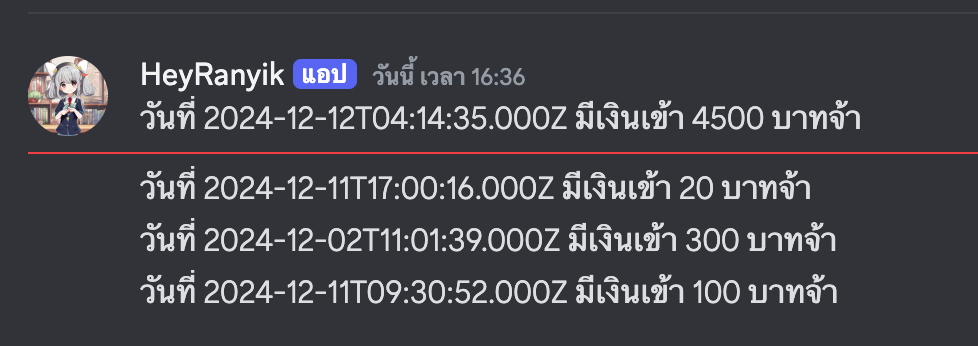 HeyRanyik แอป วันนี้ เวลา 16:36
วันที่ 2024-12-12T04:14:35.000Z มีเงินเข้า 4500 บาทจ้า
วันที่ 2024-12-11T17:00:16.000Z มีเงินเข้า 20 บาทจ้า
วันที่ 2024-12-02T11:01:39.000Z มีเงินเข้า 300 บาทจ้า
วันที่ 2024-12-11T09:30:52.000Z มีเงินเข้า 100 บาทจ้า